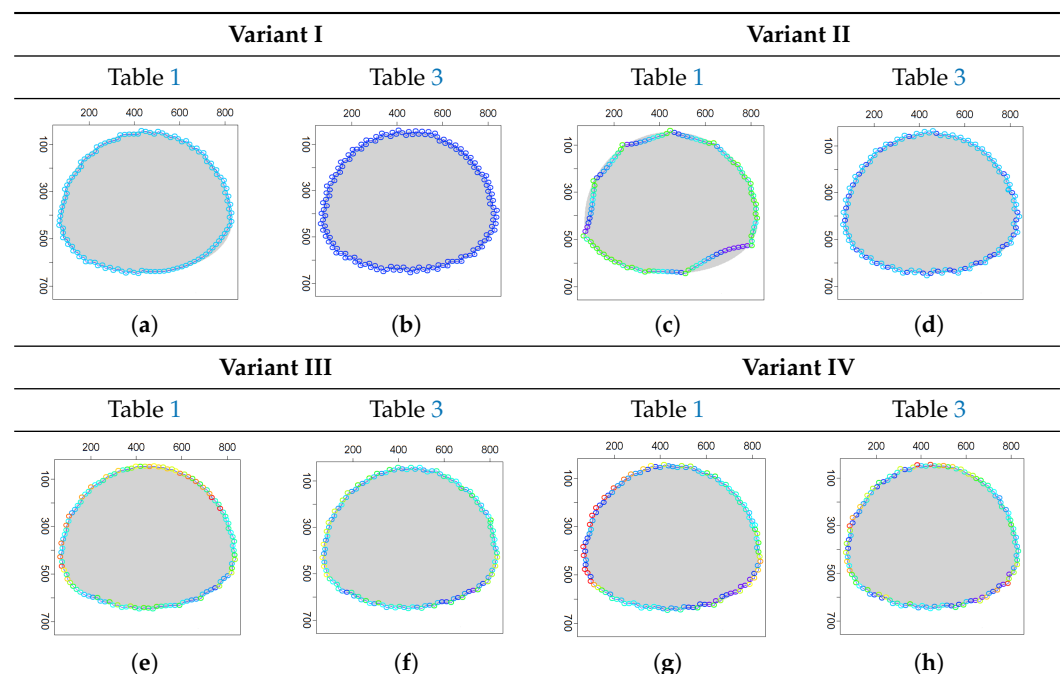 Variant I Variant II
Table 1 Table 3 Table 1 Table 3
200 400 600 800 200 400 600 800 200 400 600 800 200 400 600 800
100 100 100 100
300 300 300 300
500 500 500 500
700 700 700 700
(a) (b) (c) (d)
Variant III Variant IV
Table 1 Table 3 Table 1 Table 3
200 400 600 800 200 400 600 800 200 400 600 800 200 400 600 800
100 100 100 100
300 300 300 300
500 500 500 500
700 700 700 700
(e) (f) (g) (h)